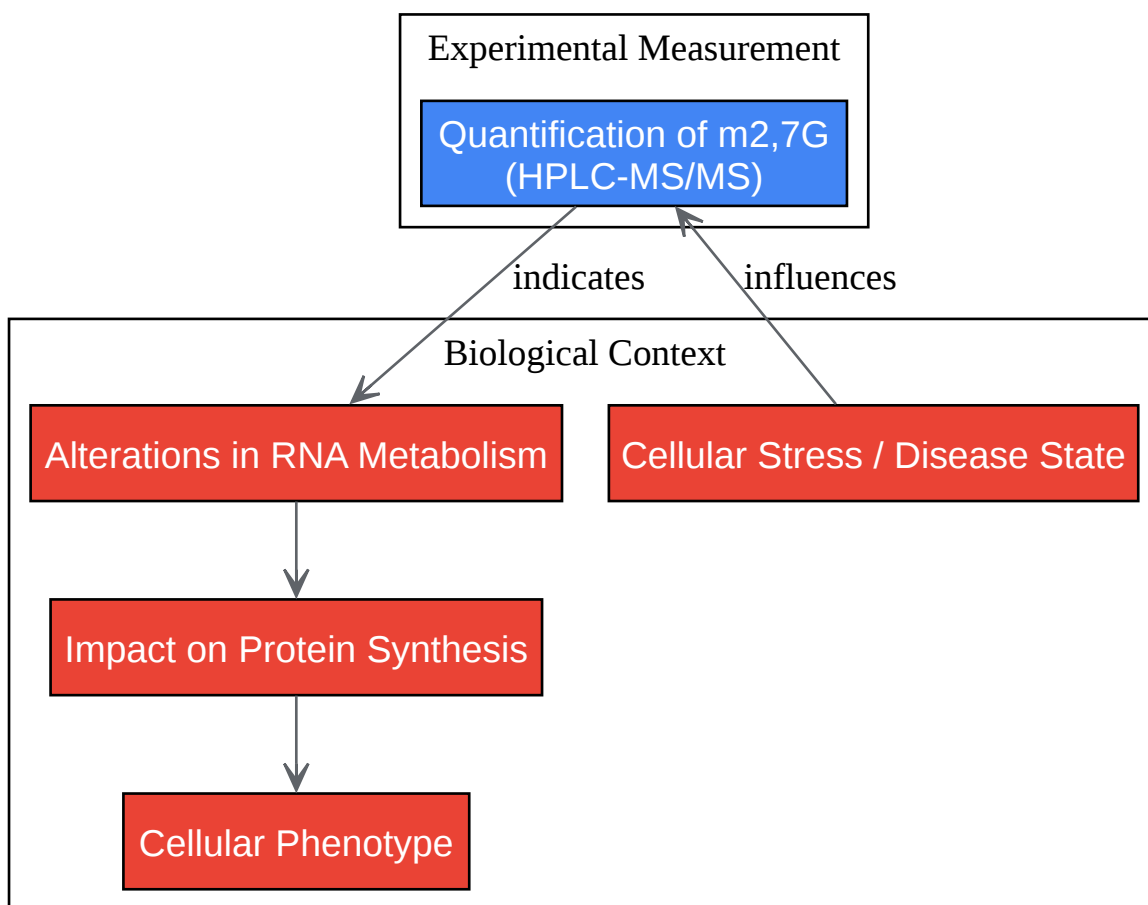 Experimental Measurement
Quantification of m2,7G
(HPLC-MS/MS)
indicates
influences
Biological Context
Alterations in RNA Metabolism
Cellular Stress / Disease State
Impact on Protein Synthesis
Cellular Phenotype